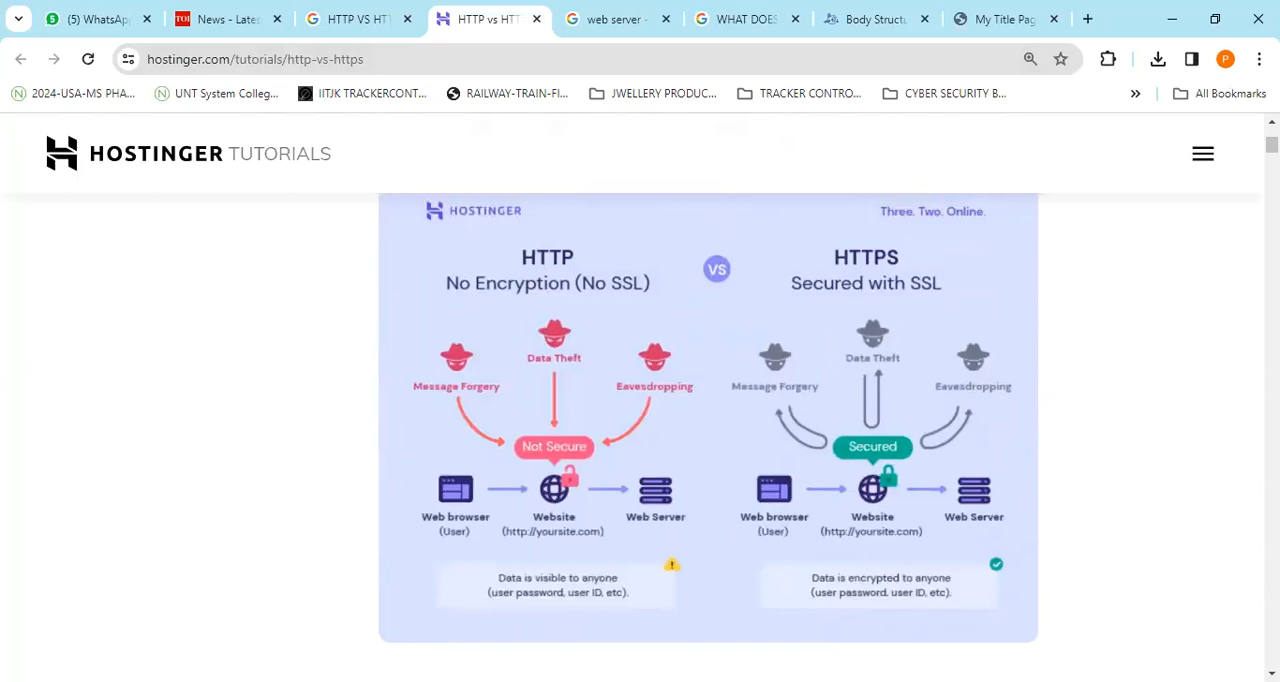 (5) WhatsAp
News - Lates
HTTP VS HT
HTTP vs HTT
web server -
WHAT DOES
Body Structu
My Title Pag
hostinger.com/tutorials/http-vs-https
P
2024-USA-MS PHA...
UNT System Colleg...
IITJK TRACKERCONT...
RAILWAY-TRAIN-FI...
JWELLERY PRODUC...
TRACKER CONTRO...
CYBER SECURITY B...
All Bookmarks
HOSTINGER TUTORIALS
HOSTINGER
Three. Two. Online.
HTTP
No Encryption (No SSL)
VS
HTTPS
Secured with SSL
Data Theft
Message Forgery
Eavesdropping
Not Secure
Web browser
(User)
Website
(http://yoursite.com)
Web Server
Data is visible to anyone
(user password, user ID, etc).
Data Theft
Message Forgery
Eavesdropping
Secured
Web browser
(User)
Website
(http://yoursite.com)
Web Server
Data is encrypted to anyone
(user password, user ID, etc).